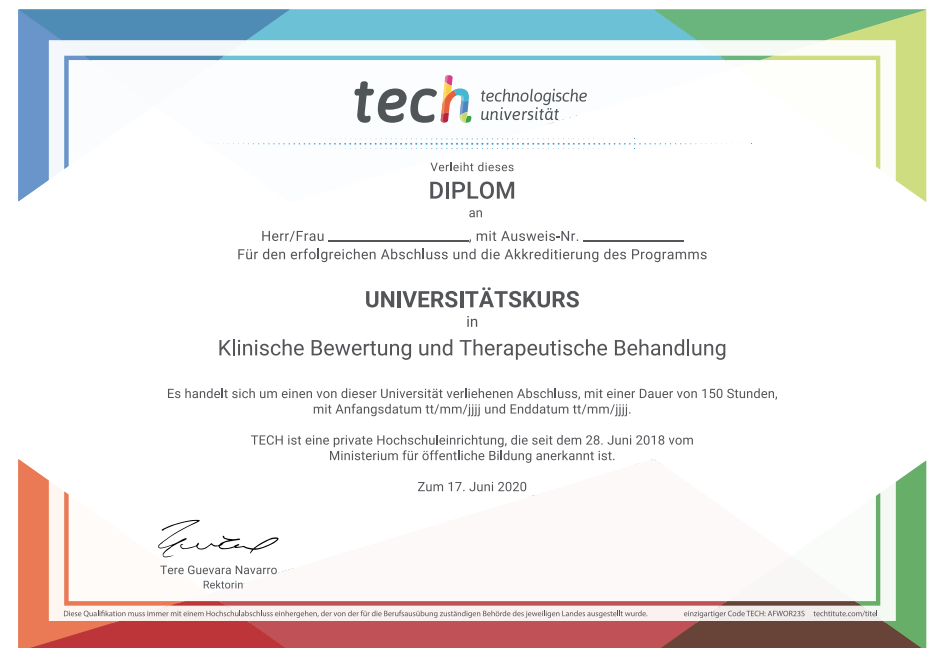 tech technologische
universität
Verleiht dieses
DIPLOM
an
Herr/Frau ____________, mit Ausweis-Nr. ____________
Für den erfolgreichen Abschluss und die Akkreditierung des Programms
UNIVERSITÄTSKURS
in
Klinische Bewertung und Therapeutische Behandlung
Es handelt sich um einen von dieser Universität verliehenen Abschluss, mit einer Dauer von 150 Stunden,
mit Anfangsdatum tt/mm/jjjj und Enddatum tt/mm/jjjj.
TECH ist eine private Hochschuleinrichtung, die seit dem 28. Juni 2018 vom
Ministerium für öffentliche Bildung anerkannt ist.
Zum 17. Juni 2020
Tere Guevara Navarro
Rektorin
Diese Qualifikation muss immer mit einem Hochschulabschluss einhergehen, der von der für die Berufsausübung zuständigen Behörde des jeweiligen Landes ausgestellt wurde. einzigartiger Code TECH: AFWOR23S techtitute.com/titel